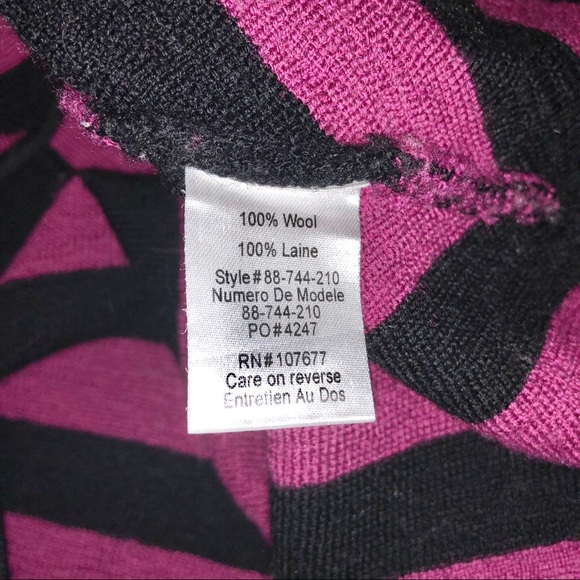 100% Wool
100% Laine
Style#88-744-210
Numero De Modele
88-744-210
PO#4247
RN#107677
Care on reverse
Entretien Au Dos